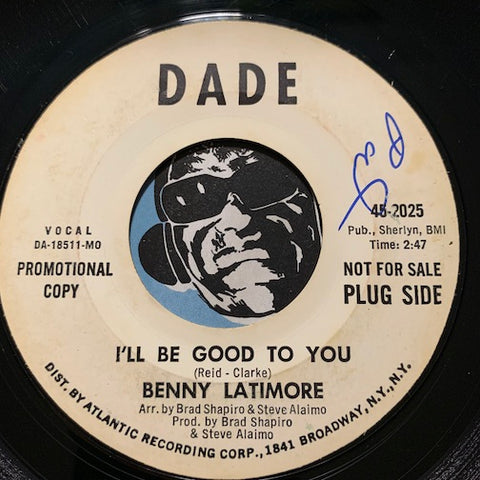 DADE
45-2025
Pub., Sherlyn, BMI
Time: 2:47
VOCAL
DA-18511-MO
PROMOTIONAL
COPY
NOT FOR SALE
PLUG SIDE
I'LL BE GOOD TO YOU
(Reid - Clarke)
BENNY LATIMORE
Arr. by Brad Shapiro & Steve Alaimo
Prod. by Brad Shapiro
& Steve Alaimo
DIST. BY ATLANTIC RECORDING CORP., 1841 BROADWAY, N.Y., N.Y.